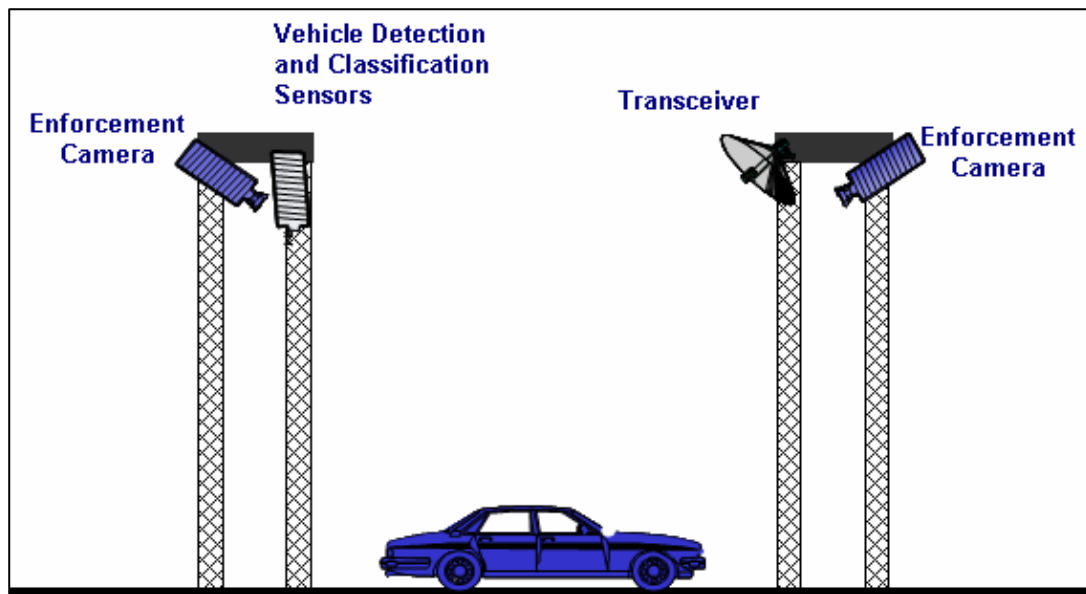 Vehicle Detection
and Classification
Sensors
Enforcement
Camera
Transceiver
Enforcement
Camera